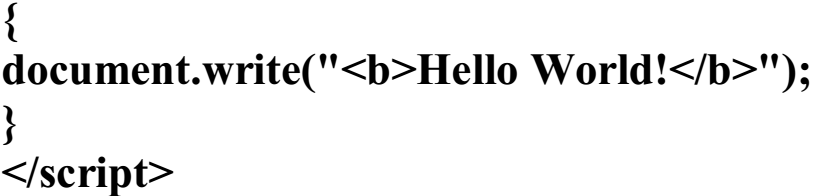 {
document.write("<b>Hello World!</b>");
}
</script>